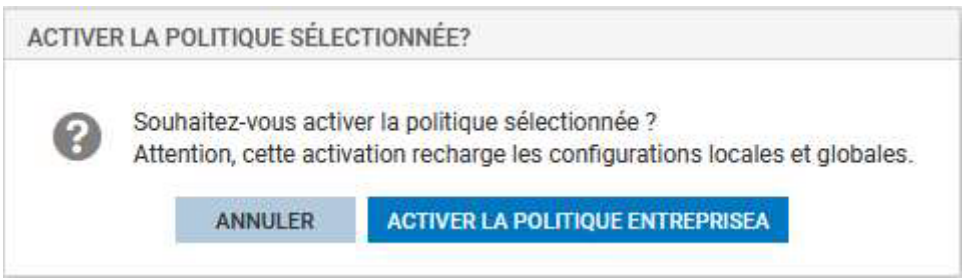 ACTIVER LA POLITIQUE SÉLECTIONNÉE?
Souhaitez-vous activer la politique sélectionnée ?
Attention, cette activation recharge les configurations locales et globales.
ANNULER
ACTIVER LA POLITIQUE ENTREPRISEA